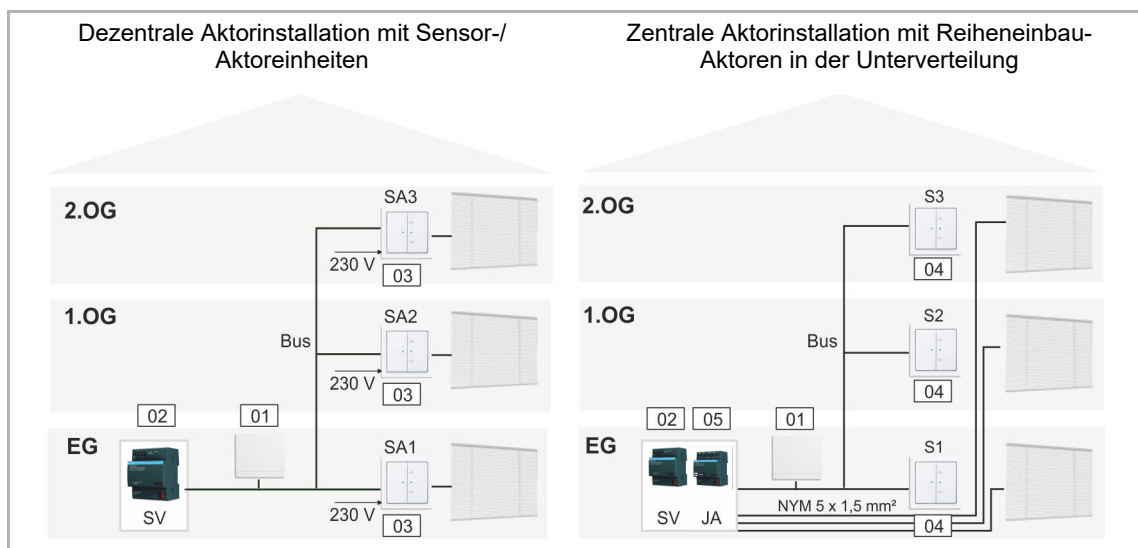 Dezentrale Aktorinstallation mit Sensor-/
Aktoreinheiten
2.OG
SA3
230 V
03
1.OG
Bus
SA2
230 V
03
02
01
EG
SV
SA1
230 V
03
Zentrale Aktorinstallation mit Reiheneinbau-
Aktoren in der Unterverteilung
2.OG
S3
04
1.OG
Bus
S2
04
02
05
01
EG
SV
JA
S1
NYM 5 x 1,5 mm²
04